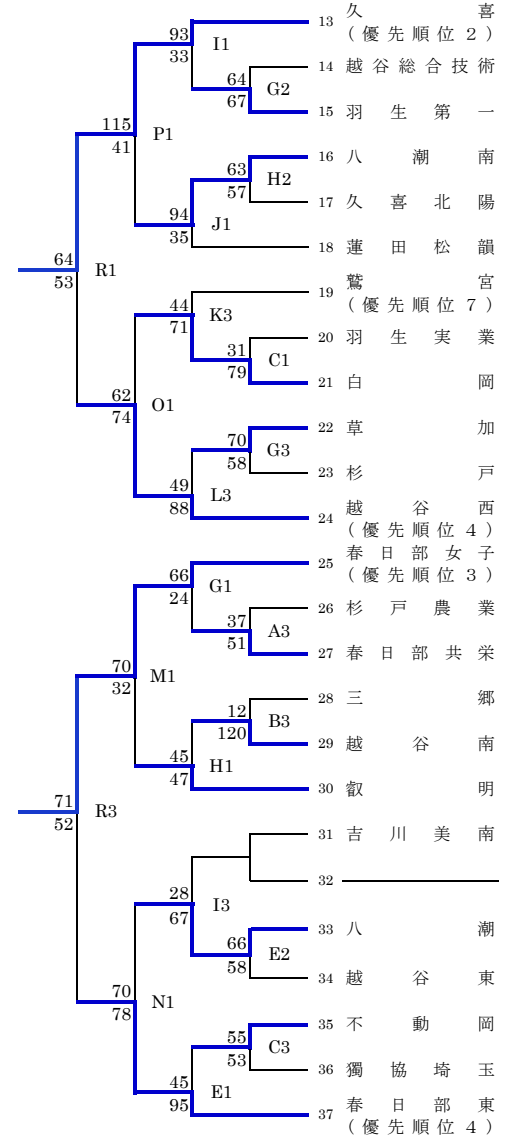 久喜
13
(優先順位2)
93
I1
33
14 越谷総合技術
64
G2
67
15 羽生第一
115
P1
41
16 八潮南
63
H2
57
17 久喜北陽
94
J1
35
18 蓮田松韻
64
R1
53
鷲宮
19
(優先順位7)
44
K3
71
20 羽生実業
31
C1
79
21 白岡
62
O1
74
22 草加
70
G3
58
23 杉戸
49
L3
88
越谷西
24
(優先順位4)
春日部女子
25
(優先順位3)
66
G1
24
26 杉戸農業
37
A3
51
27 春日部共栄
70
M1
32
28 三郷
12
B3
120
29 越谷南
45
H1
47
30 叡明
71
R3
52
31 吉川美南
32
28
I3
67
33 八潮
66
E2
58
34 越谷東
70
N1
78
35 不動岡
55
C3
53
36 獨協埼玉
45
E1
95
春日部東
37
(優先順位4)